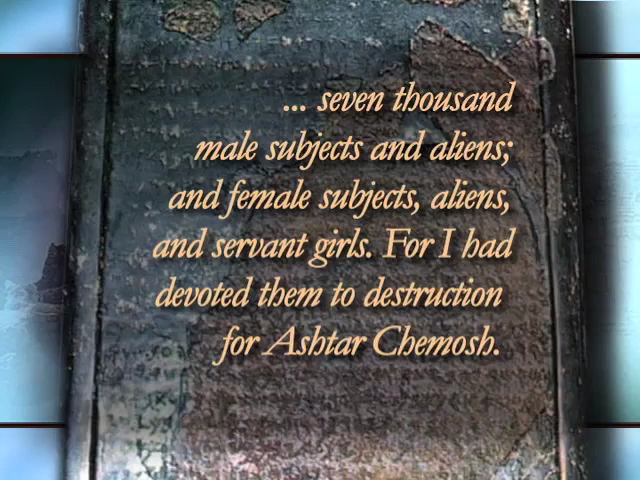 ... seven thousand
male subjects and aliens;
and female subjects, aliens,
and servant girls. For I had
devoted them to destruction
for Ashtar Chemosh.